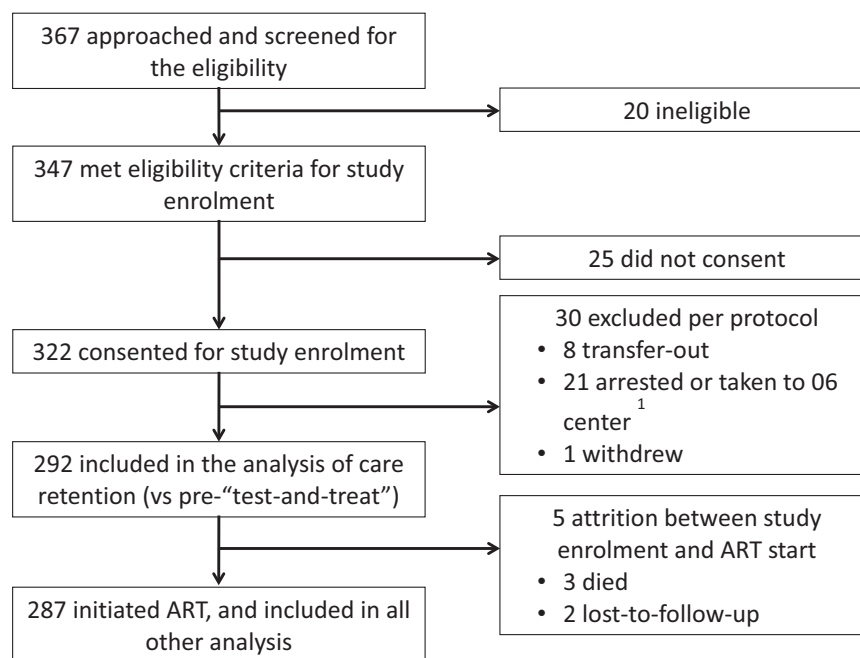 367 approached and screened for
the eligibility
20 ineligible
347 met eligibility criteria for study
enrolment
25 did not consent
322 consented for study enrolment
30 excluded per protocol
• 8 transfer-out
• 21 arrested or taken to 06
center 1
• 1 withdrew
292 included in the analysis of care
retention (vs pre-“test-and-treat”)
5 attrition between study
enrolment and ART start
• 3 died
• 2 lost-to-follow-up
287 initiated ART, and included in all
other analysis